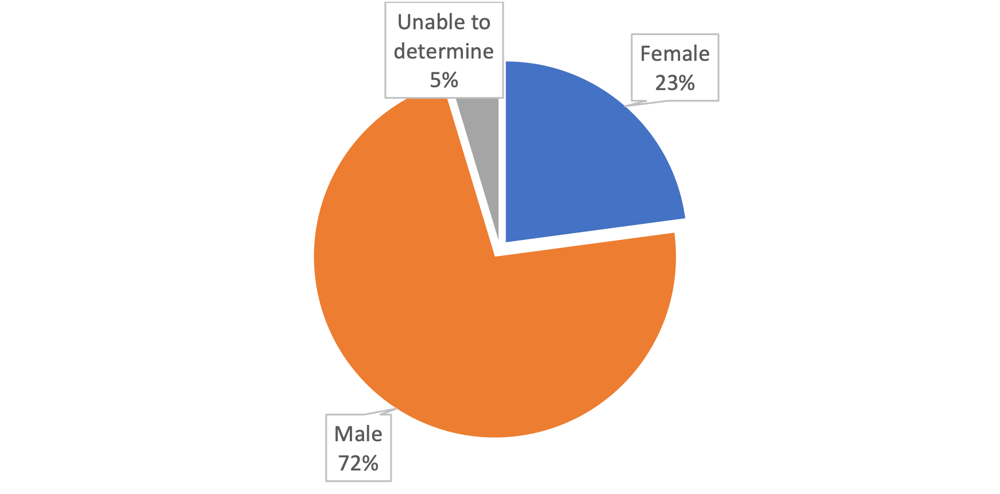 Unable to
determine
5%
Female
23%
Male
72%